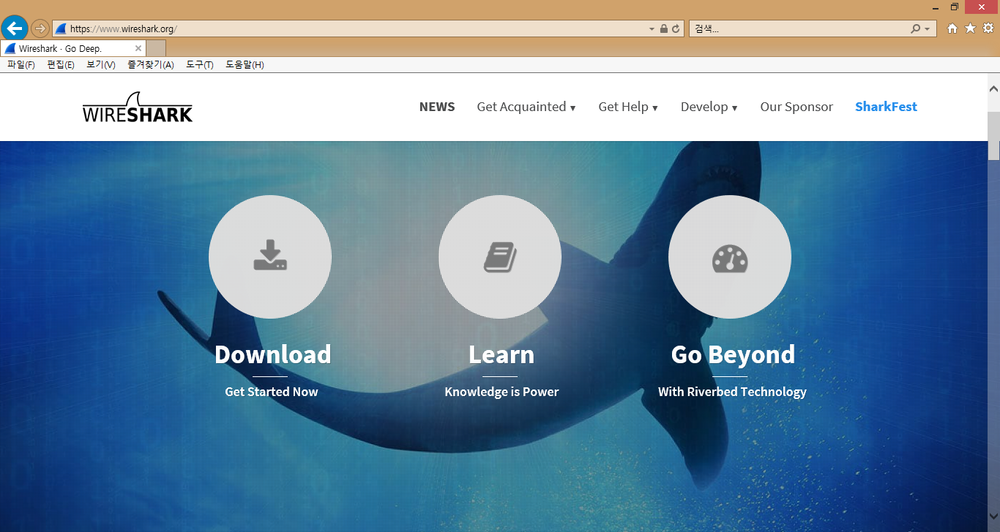 https://www.wireshark.org/
검색...
Wireshark · Go Deep.
파일(F) 편집(E) 보기(V) 즐겨찾기(A) 도구(T) 도움말(H)
WIRESHARK
NEWS Get Acquainted ▼ Get Help ▼ Develop ▼ Our Sponsor SharkFest
Download Learn Go Beyond
Get Started Now Knowledge is Power With Riverbed Technology